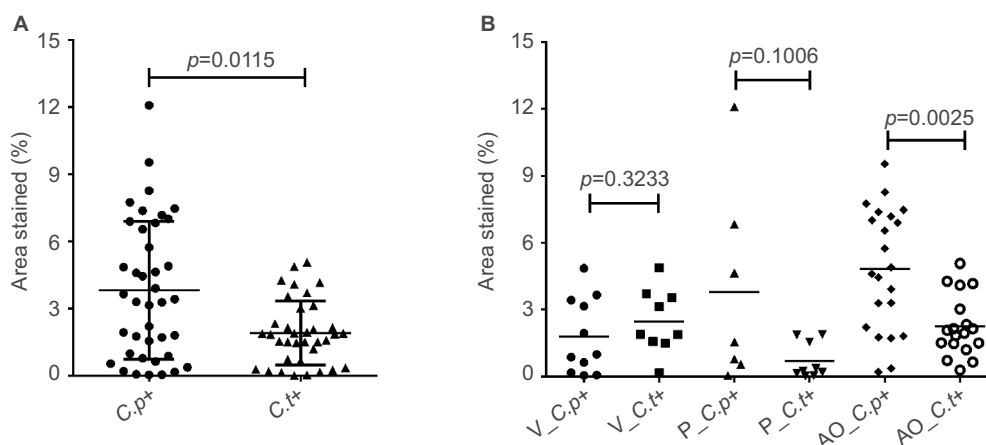 A
15
12
9
6
3
0
Area stained (%)
p=0.0115
C.p+
C.t+
B
15
12
9
6
3
0
Area stained (%)
p=0.3233
p=0.1006
p=0.0025
V_C.p+
V_C.t+
P_C.p+
P_C.t+
AO_C.p+
AO_C.t+